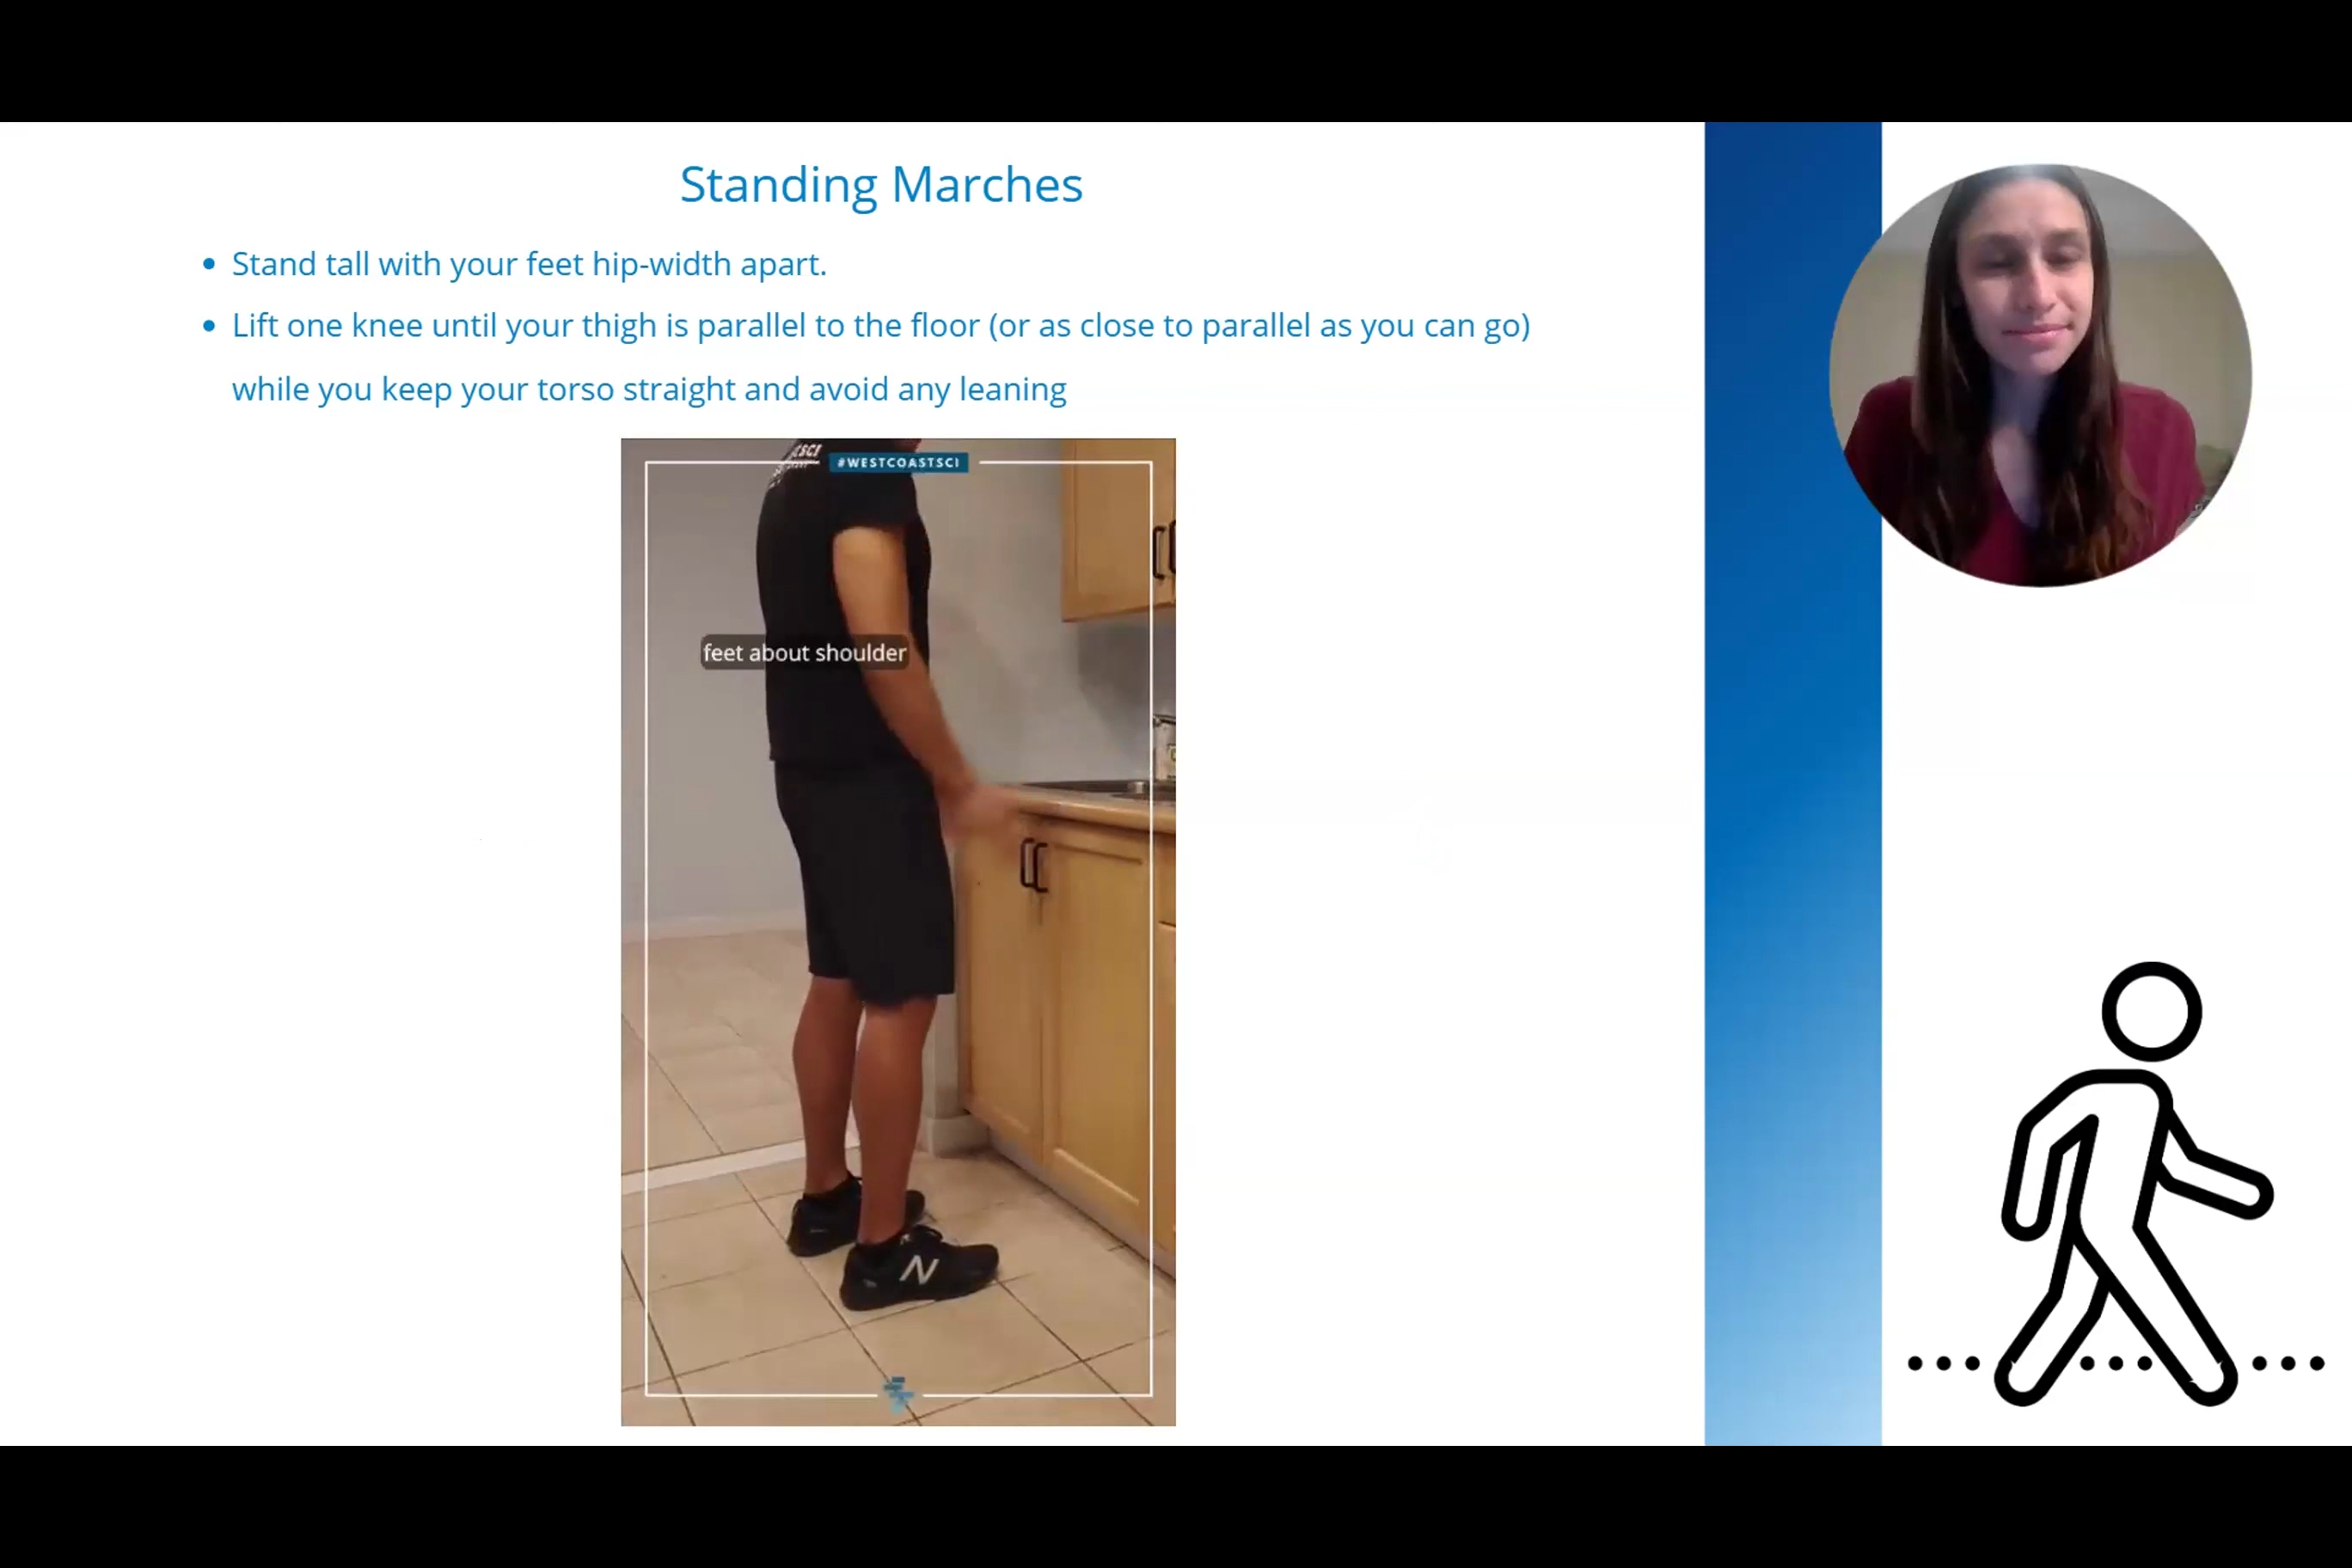 Standing Marches
• Stand tall with your feet hip-width apart.
• Lift one knee until your thigh is parallel to the floor (or as close to parallel as you can go)
while you keep your torso straight and avoid any leaning
#WESTCOASTSCI
feet about shoulder
N